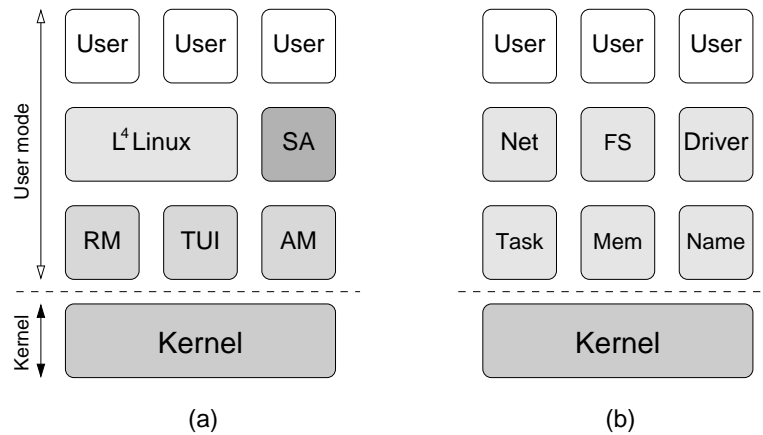 User User User
L⁴Linux SA
RM TUI AM
Kernel
User mode
Kernel
(a)
User User User
Net FS Driver
Task Mem Name
Kernel
(b)